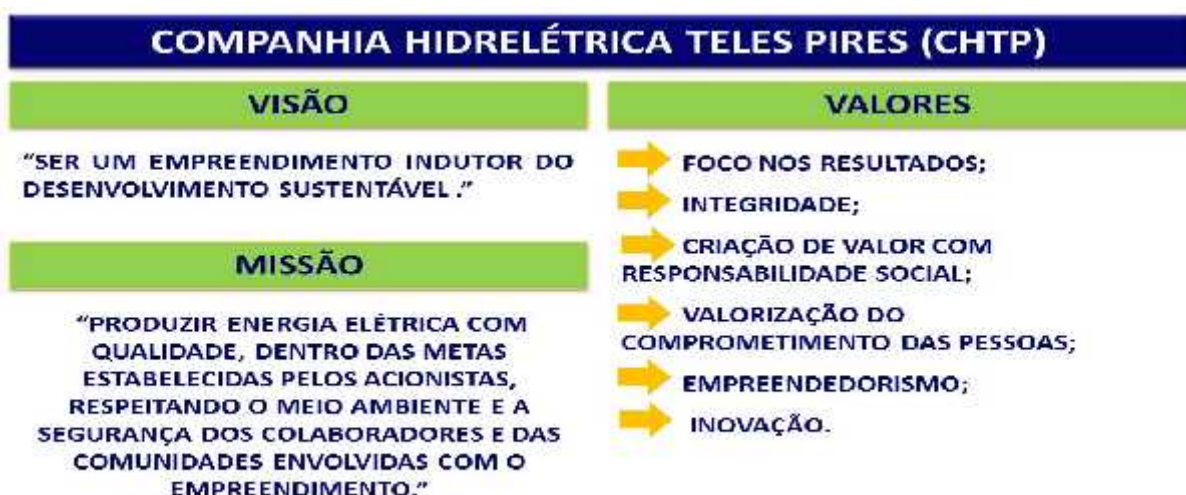 COMPANHIA HIDRELÉTRICA TELES PIRES (CHTP)
VISÃO
"SER UM EMPREENDIMENTO INDUTOR DO
DESENVOLVIMENTO SUSTENTÁVEL ."
MISSÃO
"PRODUZIR ENERGIA ELÉTRICA COM
QUALIDADE, DENTRO DAS METAS
ESTABELECIDAS PELOS ACIONISTAS,
RESPEITANDO O MEIO AMBIENTE E A
SEGURANÇA DOS COLABORADORES E DAS
COMUNIDADES ENVOLVIDAS COM O
EMPREENDIMENTO."
VALORES
FOCO NOS RESULTADOS;
INTEGRIDADE;
CRIAÇÃO DE VALOR COM
RESPONSABILIDADE SOCIAL;
VALORIZAÇÃO DO
COMPROMETIMENTO DAS PESSOAS;
EMPREENDEDORISMO;
INOVAÇÃO.